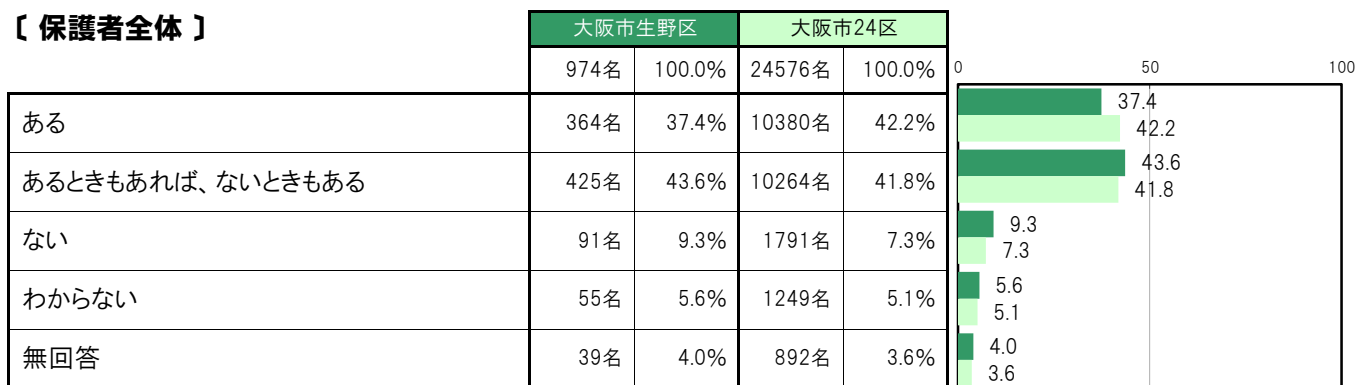 〔 保護者全体 〕
大阪市生野区 大阪市24区
974名 100.0% 24576名 100.0% 0 50 100
ある 364名 37.4% 10380名 42.2% 37.4
42.2
あるときもあれば、ないときもある 425名 43.6% 10264名 41.8% 43.6
41.8
ない 91名 9.3% 1791名 7.3% 9.3
7.3
わからない 55名 5.6% 1249名 5.1% 5.6
5.1
無回答 39名 4.0% 892名 3.6% 4.0
3.6